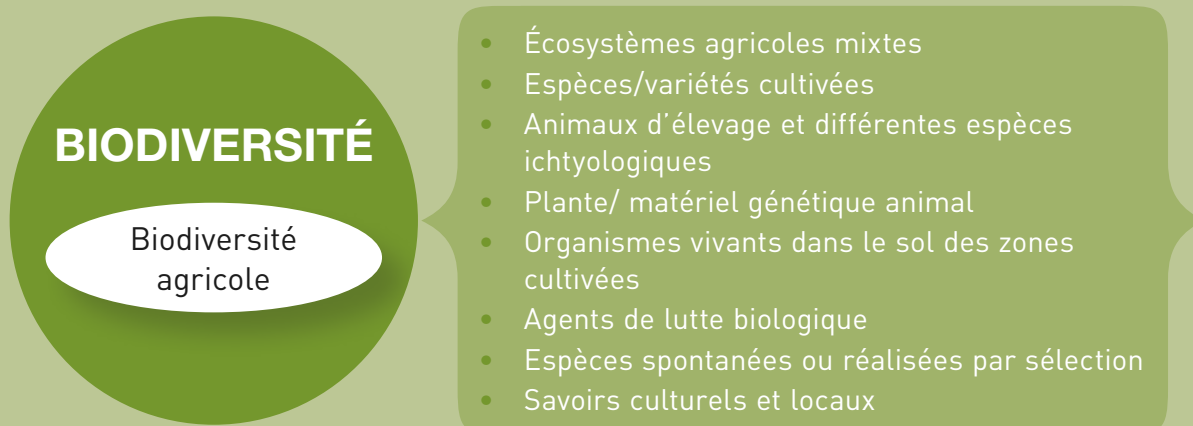 BIODIVERSITÉ
Biodiversité
agricole
• Écosystèmes agricoles mixtes
• Espèces/variétés cultivées
• Animaux d’élevage et différentes espèces
ichtyologiques
• Plante/ matériel génétique animal
• Organismes vivants dans le sol des zones
cultivées
• Agents de lutte biologique
• Espèces spontanées ou réalisées par sélection
• Savoirs culturels et locaux